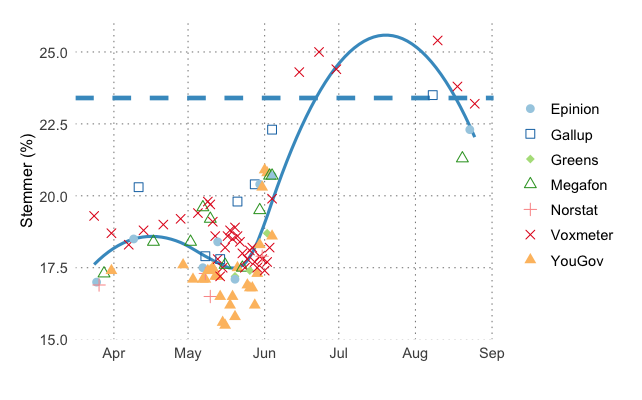 Stemmer (%)
25.0
22.5
20.0
17.5
15.0
Apr May Jun Jul Aug Sep
Epinion
Gallup
Greens
Megafon
Norstat
Voxmeter
YouGov